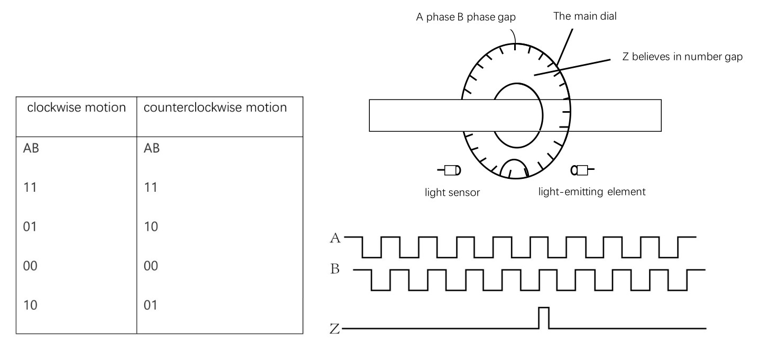 clockwise motion counterclockwise motion
AB AB
11 11
01 10
00 00
10 01
A phase B phase gap
The main dial
Z believes in number gap
light sensor
light-emitting element
A
B
Z